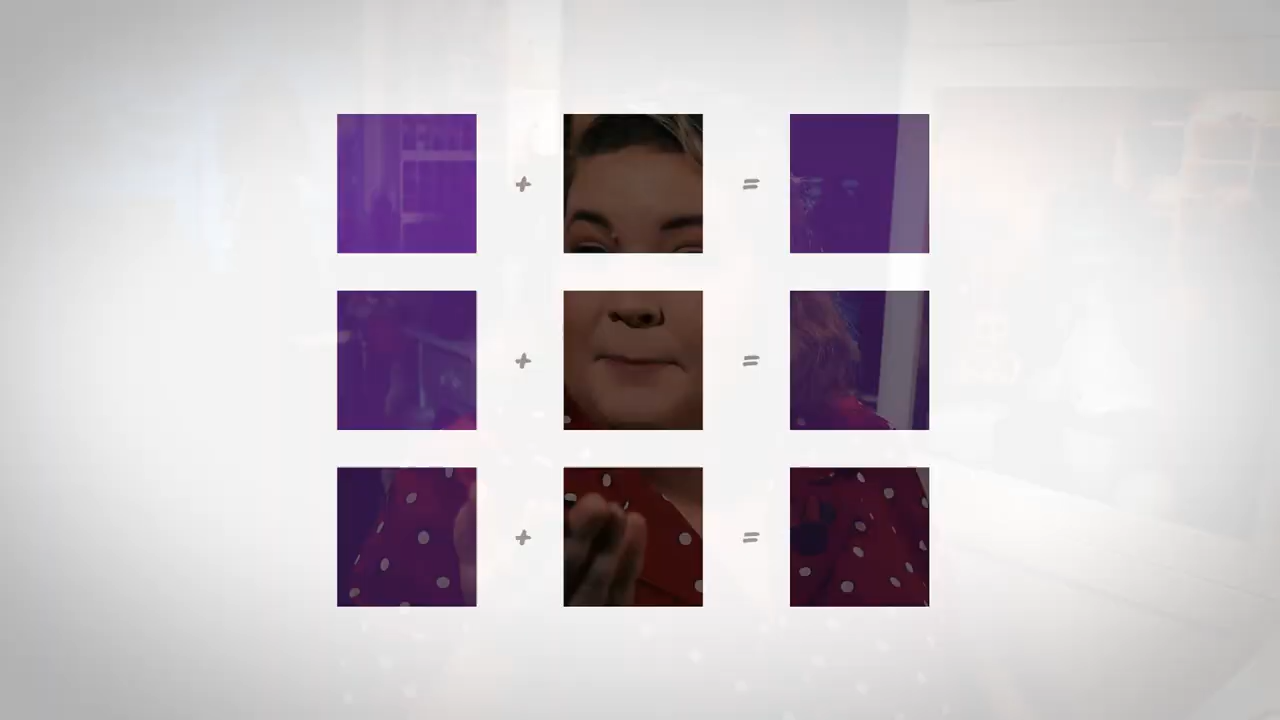 + =
+ =
+ =